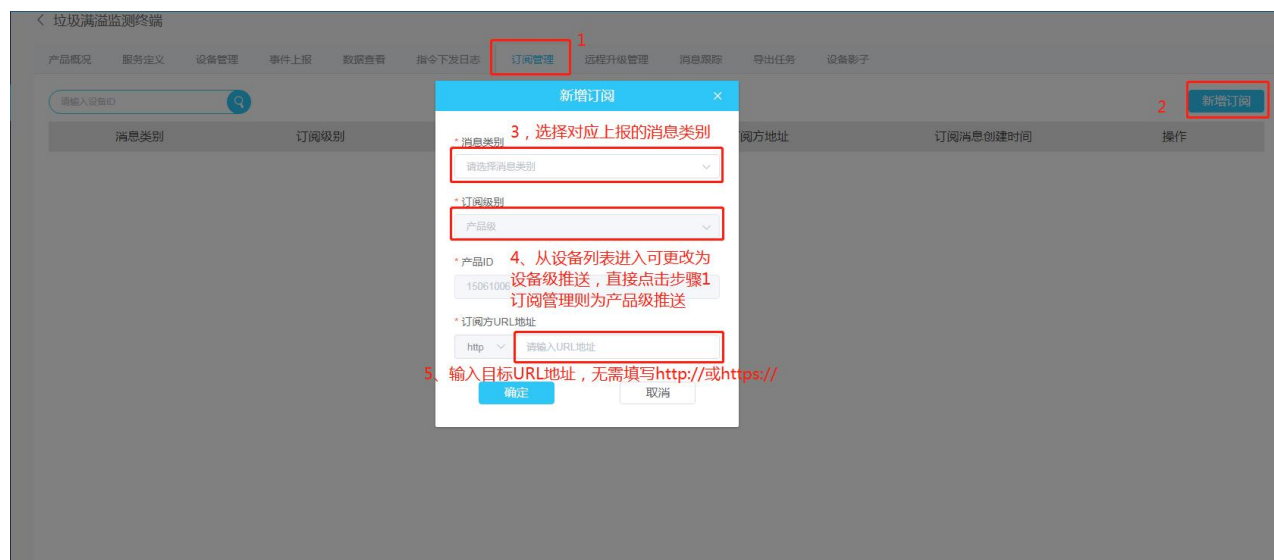 < 垃圾满溢监测终端
1
产品概况 服务定义 设备管理 事件上报 数据查看 指令下发日志 订阅管理 远程升级管理 消息跟踪 导出任务 设备影子
请输入设备ID
新增订阅 ×
2 新增订阅
消息类别 订阅级别 阅方地址 订阅消息创建时间 操作
3，选择对应上报的消息类别
* 消息类别
请选择消息类别
* 订阅级别
产品级
* 产品ID
4、从设备列表进入可更改为
设备级推送，直接点击步骤1
订阅管理则为产品级推送
15061006
* 订阅方URL地址
http 请输入URL地址
5、输入目标URL地址，无需填写http://或https://
确定 取消